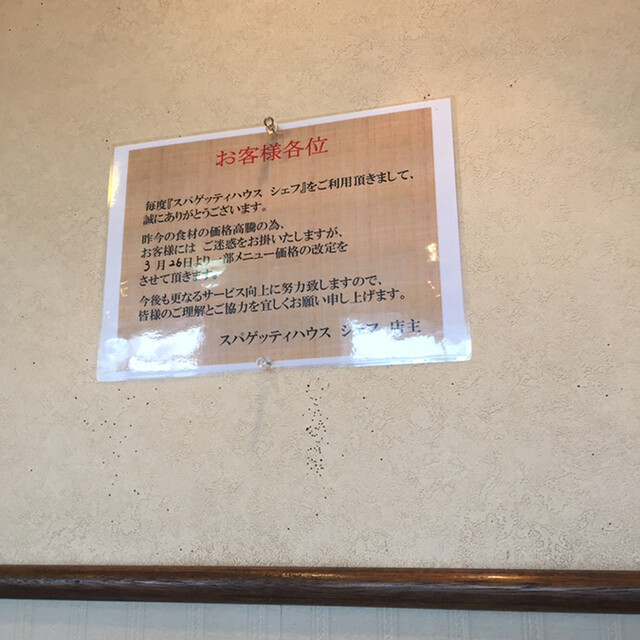 お客様各位
毎度『スパゲッティハウス シェフ』をご利用頂きまして、
誠にありがとうございます。
昨今の食材の価格高騰の為、
お客様には ご迷惑をお掛いたしますが、
3月26日より一部メニュー価格の改定を
させて頂きます。
今後も更なるサービス向上に努力致しますので、
皆様のご理解とご協力を宜しくお願い申し上げます。
スパゲッティハウス シェフ 店主